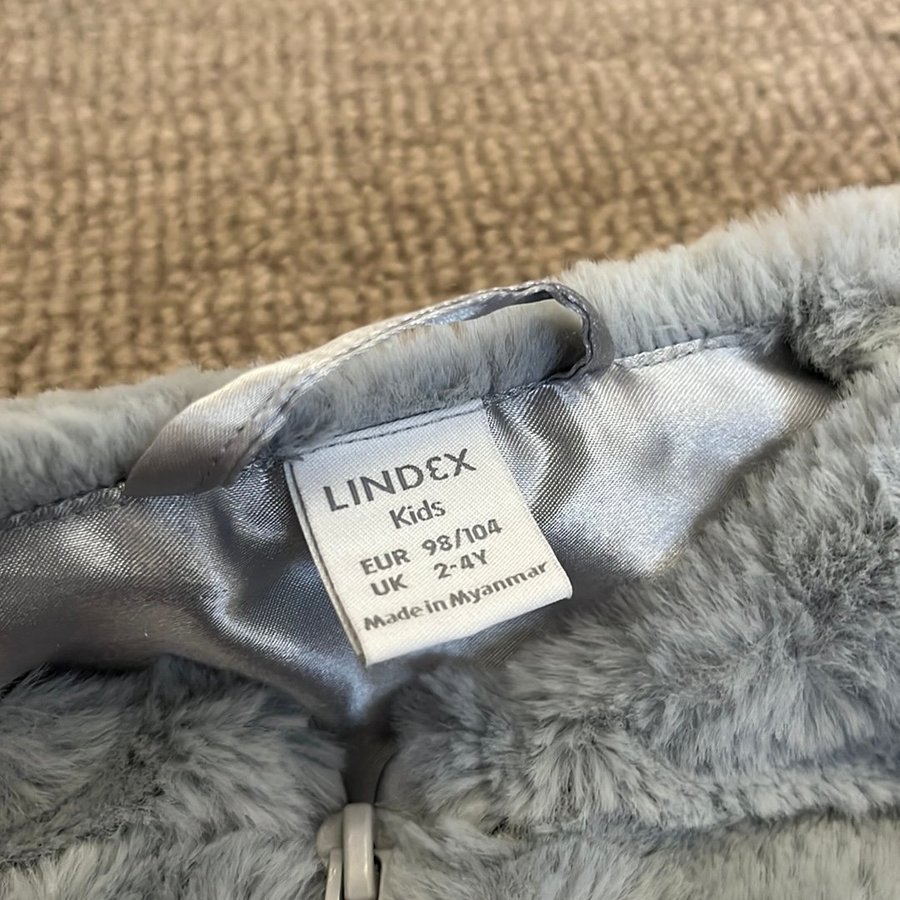 LINDEX
Kids
EUR 98/104
UK 2-4Y
Made in Myanmar